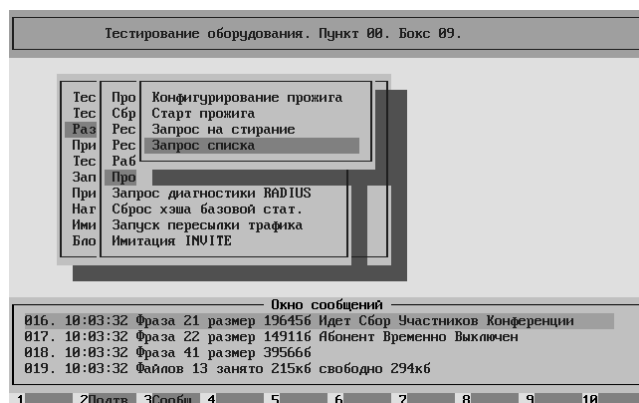 Тестирование оборудования. Пункт 00. Бокс 09.
Тес Про Конфигурирование прожига
Тес Сбр Старт прожига
Раз Рес Запрос на стирание
При Рес Запрос списка
Тес Раб
Зап Про
При Запрос диагностики RADIUS
Наг Сброс хэша базовой стат.
Ими Запуск пересылки трафика
Бло Имитация INVITE
Окно сообщений
016. 10:03:32 Фраза 21 размер 19645б Идет Сбор Участников Конференции
017. 10:03:32 Фраза 22 размер 14911б Абонент Временно Выключен
018. 10:03:32 Фраза 41 размер 39566б
019. 10:03:32 Файлов 13 занято 215кб свободно 294кб
1 2Подтв 3Сообщ 4 5 6 7 8 9 10